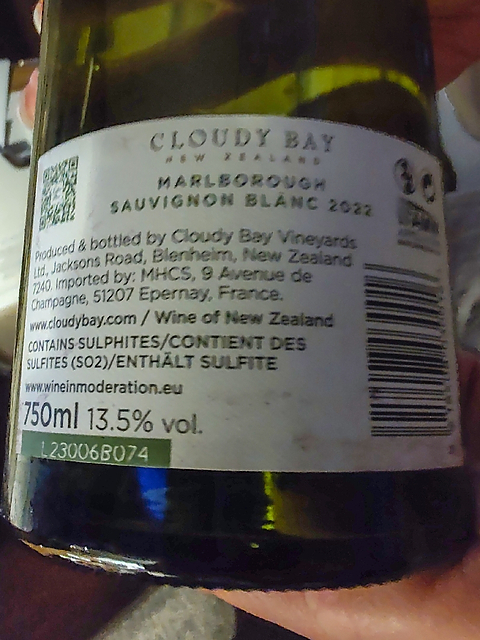 CLOUDY BAY
NEW ZEALAND
MARLBOROUGH
SAUVIGNON BLANC 2022
Produced & bottled by Cloudy Bay Vineyards
Ltd, Jacksons Road, Blenheim, New Zealand
7240. Imported by: MHCS, 9 Avenue de
Champagne, 51207 Epernay, France.
www.cloudybay.com / Wine of New Zealand
CONTAINS SULPHITES/CONTIENT DES
SULFITES (SO2)/ENTHÄLT SULFITE
www.wineinmoderation.eu
750ml 13.5% vol.
L23006B074